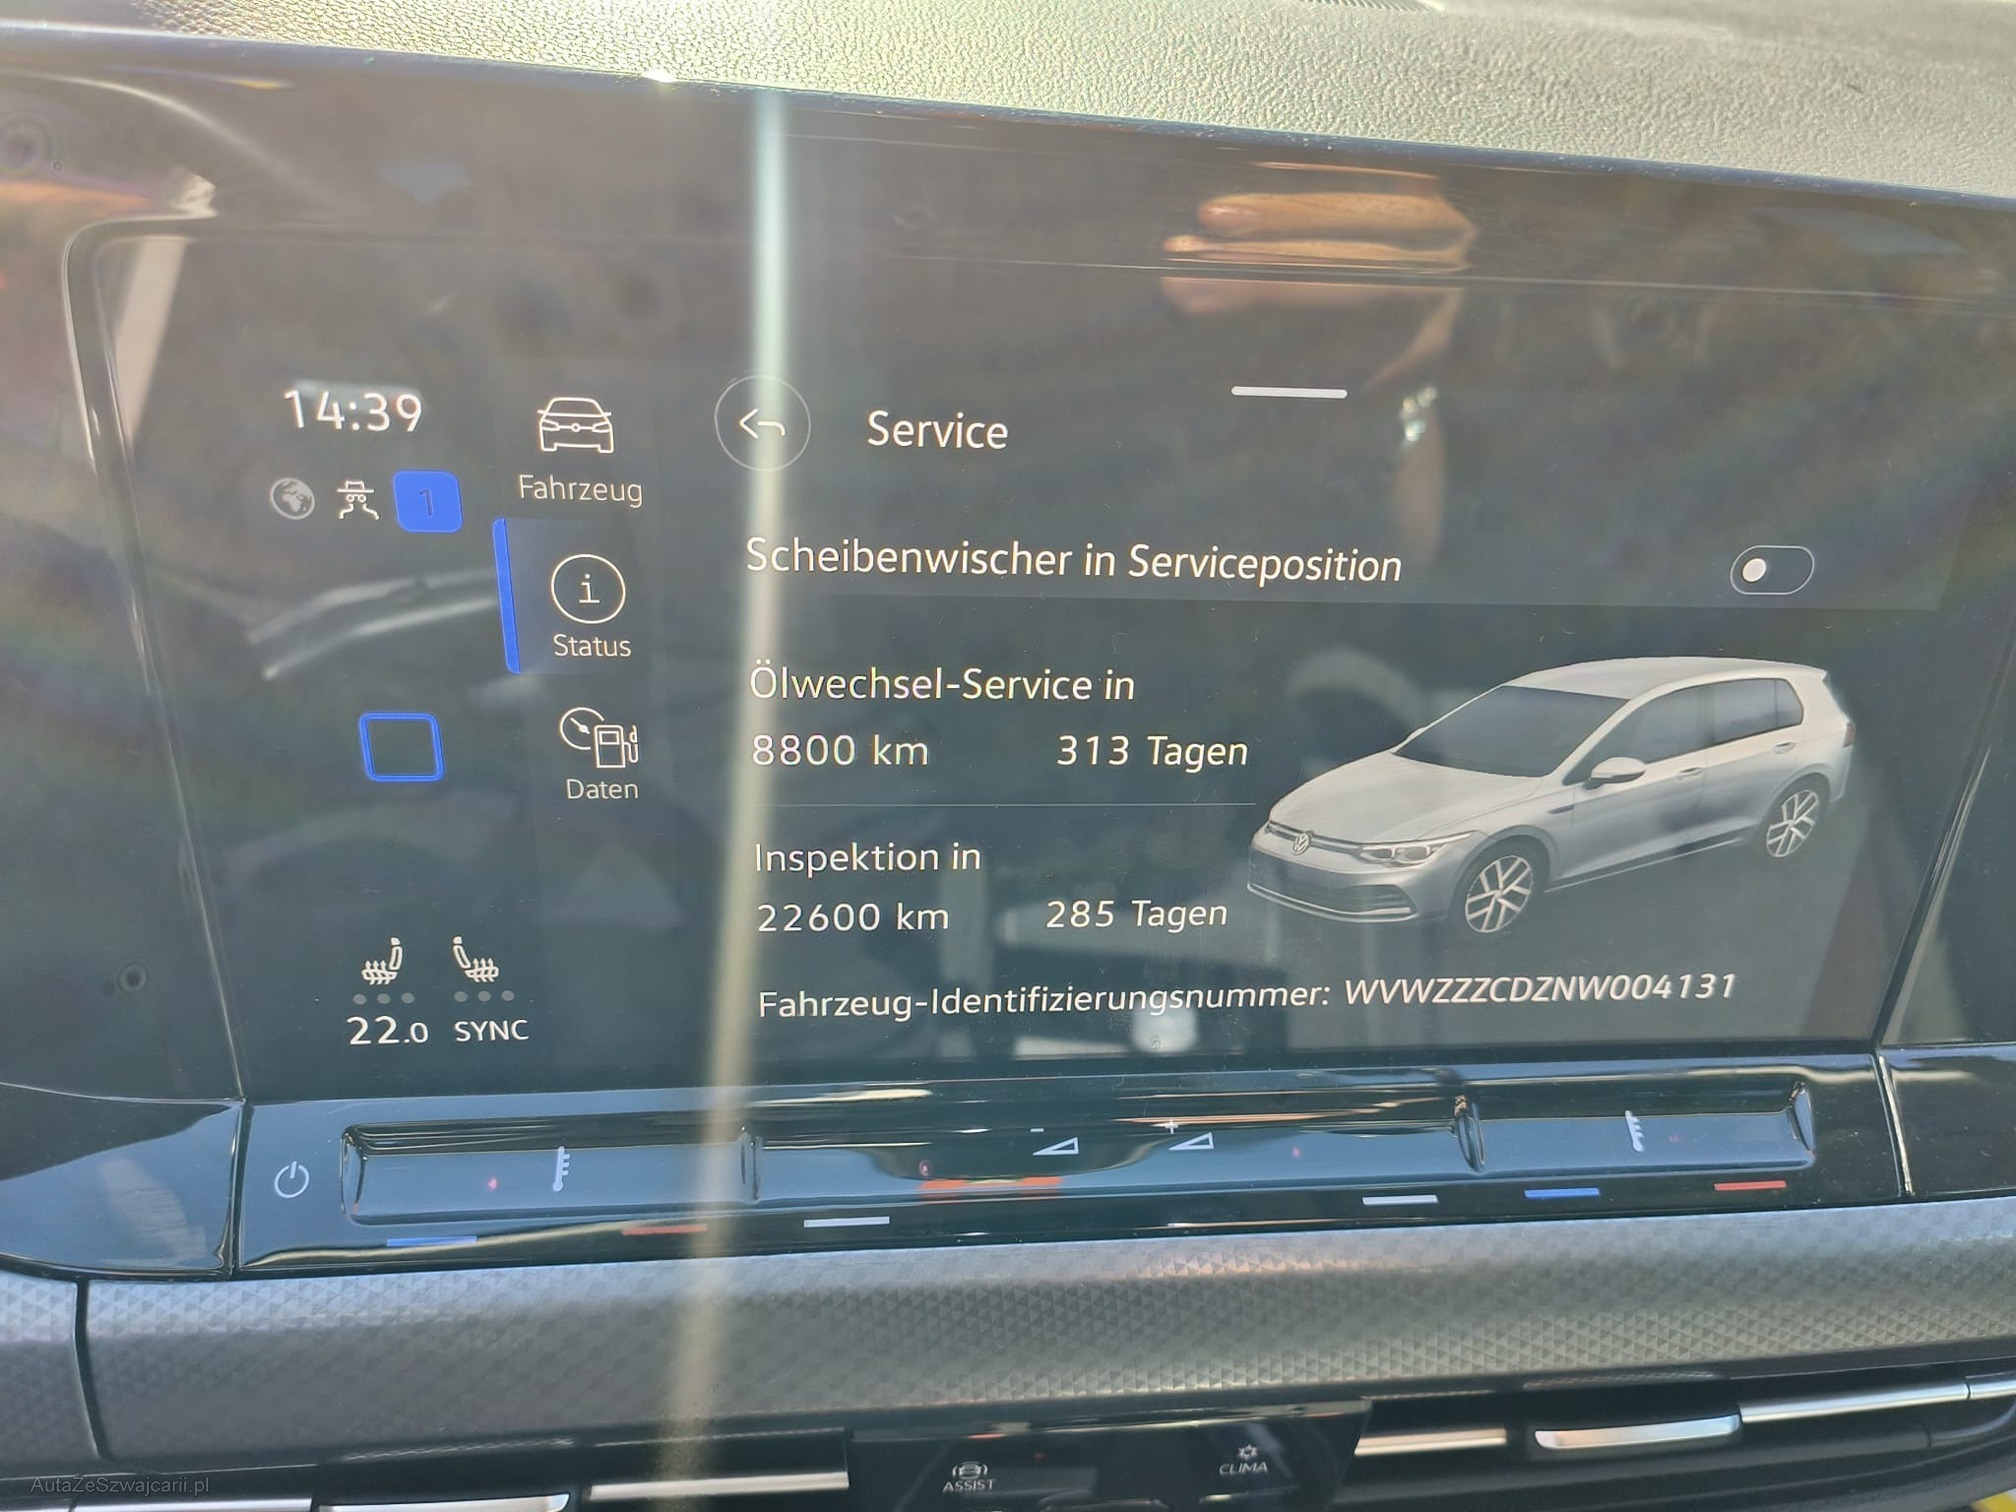 14:39
1
Fahrzeug
Status
Daten
22.0 SYNC
Service
Scheibenwischer in Serviceposition
Ölwechsel-Service in
8800 km 313 Tagen
Inspektion in
22600 km 285 Tagen
Fahrzeug-Identifizierungsnummer: WVWZZZCDZNW004131
ASSIST
CLIMA
AutaZeSzwajcarii.pl